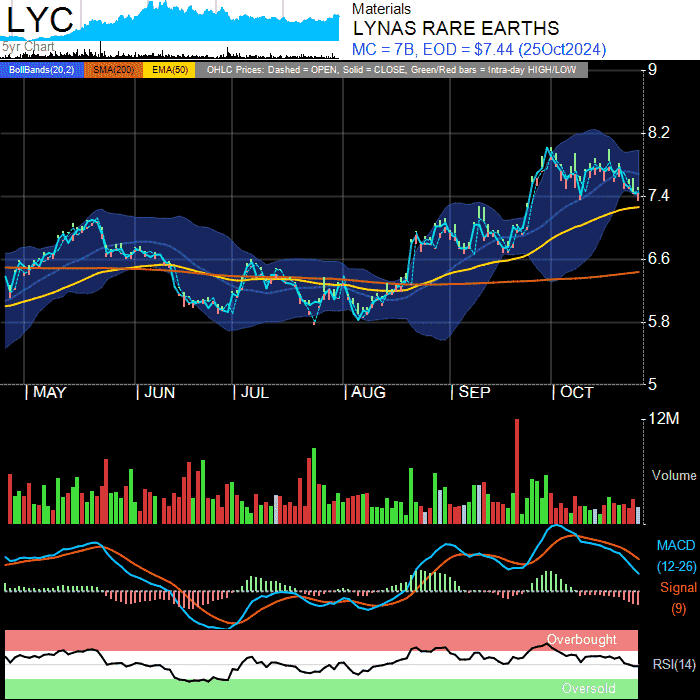 LYC
5yr Chart
Materials
LYNAS RARE EARTHS
MC = 7B, EOD = $7.44 (25Oct2024)
BollBands(20,2) SMA(200) EMA(50) OHLC Prices: Dashed = OPEN, Solid = CLOSE, Green/Red bars = Intra-day HIGH/LOW
9
8.2
7.4
6.6
5.8
5
MAY JUN JUL AUG SEP OCT
12M
Volume
MACD
(12-26)
Signal
(9)
Overbought
RSI(14)
Oversold